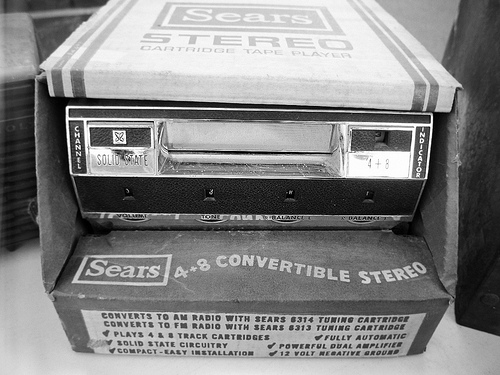 Sears
STEREO
CARTRIDGE TAPE PLAYER
CHANNEL
SOLID STATE
4 + 8
INDICATOR
VOLUME
TONE
BALANCE
BALANCE
Sears 4+8 CONVERTIBLE STEREO
CONVERTS TO AM RADIO WITH SEARS 6314 TUNING CARTRIDGE
CONVERTS TO FM RADIO WITH SEARS 6313 TUNING CARTRIDGE
✓ PLAYS 4 & 8 TRACK CARTRIDGES ✓ FULLY AUTOMATIC
✓ SOLID STATE CIRCUITRY ✓ POWERFUL DUAL AMPLIFIER
✓ COMPACT-EASY INSTALLATION ✓ 12 VOLT NEGATIVE GROUND